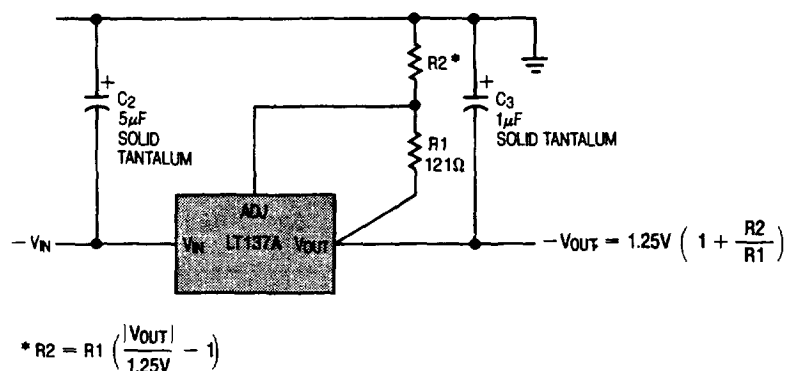 R2*
+
C2
5µF
SOLID
TANTALUM
+
C3
1µF
SOLID TANTALUM
R1
121Ω
ADJ
−VIN
VIN LT137A VOUT
−VOUT = 1.25V ( 1 + R2/R1 )
* R2 = R1 ( |VOUT|/1.25V − 1 )